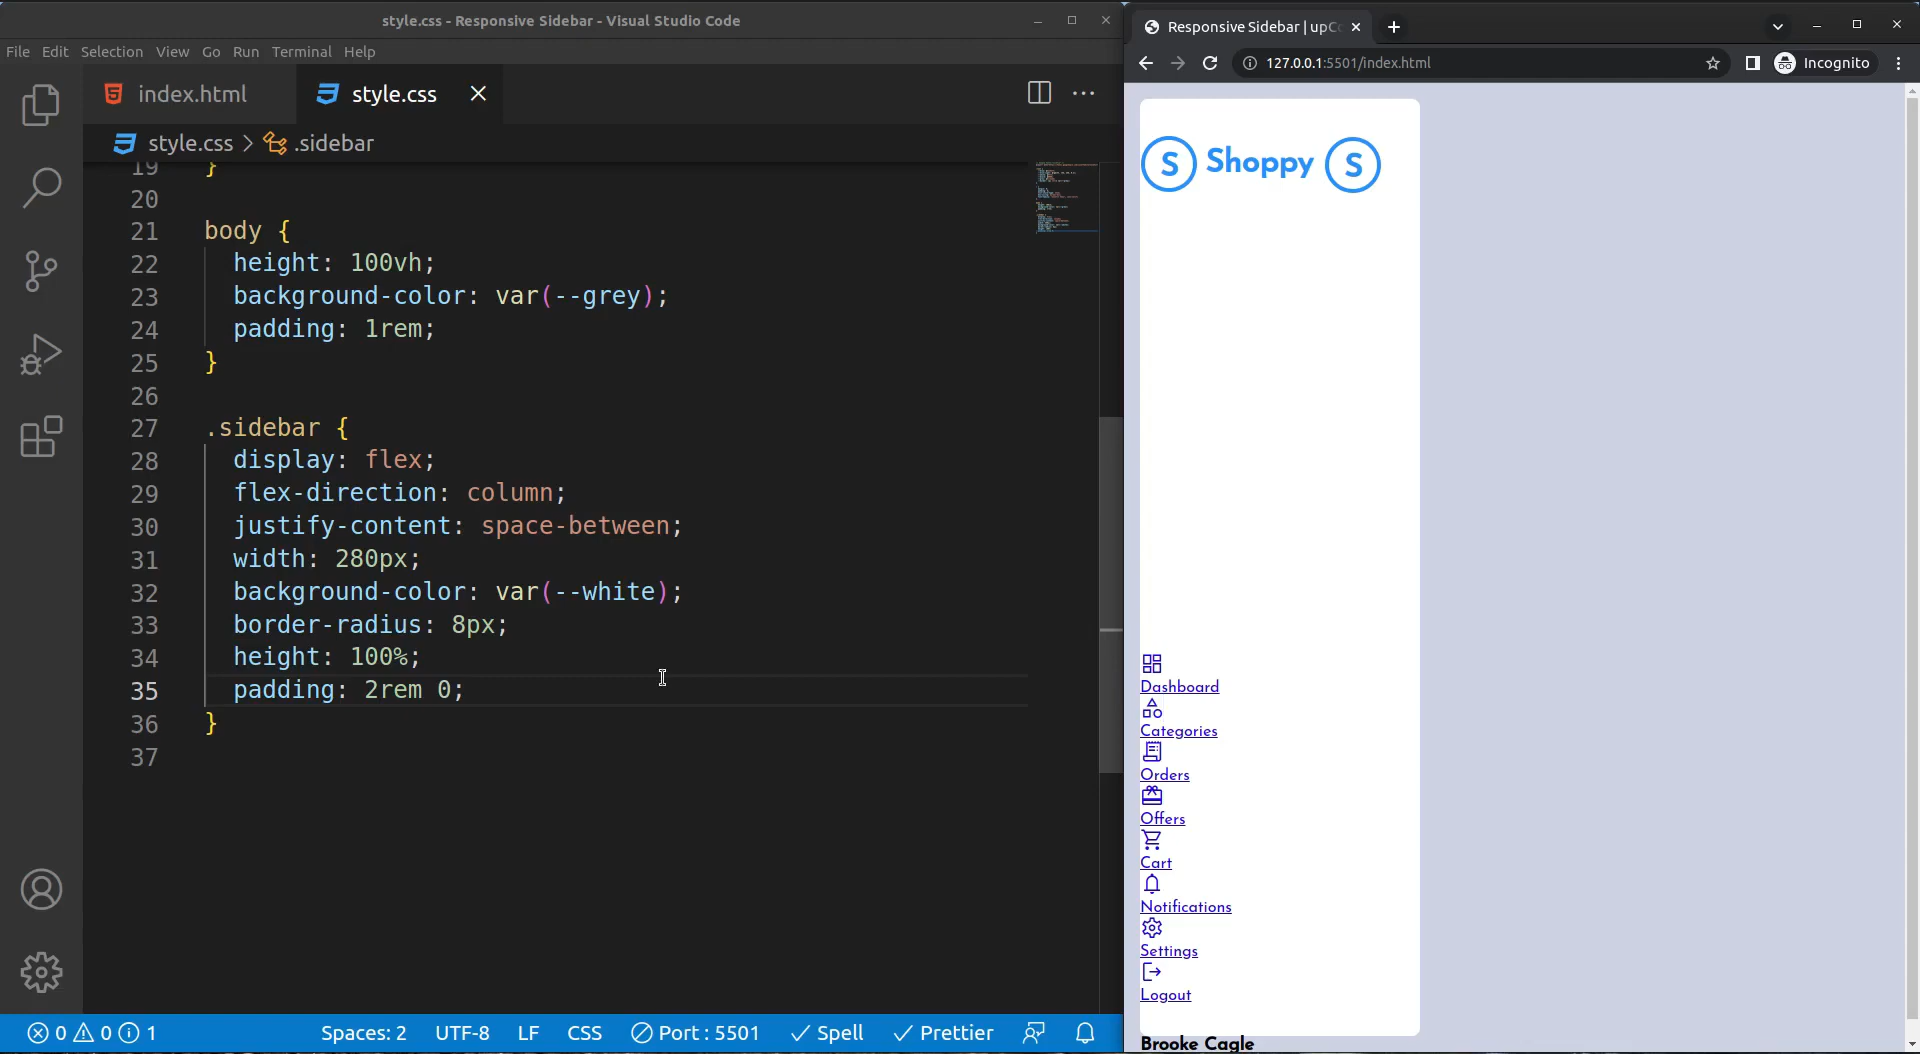 style.css - Responsive Sidebar - Visual Studio Code
File Edit Selection View Go Run Terminal Help
index.html
style.css
style.css > .sidebar
19 }
20
21 body {
22 height: 100vh;
23 background-color: var(--grey);
24 padding: 1rem;
25 }
26
27 .sidebar {
28 display: flex;
29 flex-direction: column;
30 justify-content: space-between;
31 width: 280px;
32 background-color: var(--white);
33 border-radius: 8px;
34 height: 100%;
35 padding: 2rem 0;
36 }
37
0 0 1
Spaces: 2 UTF-8 LF CSS Port : 5501 Spell Prettier
Responsive Sidebar | upC
127.0.0.1:5501/index.html
Incognito
S Shoppy S
Dashboard
Categories
Orders
Offers
Cart
Notifications
Settings
Logout
Brooke Cagle